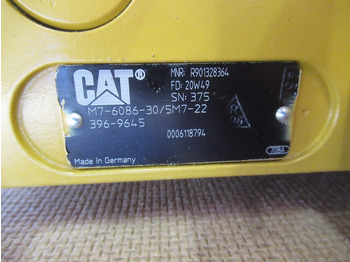 CAT®
MNR: R901328364
FD: 20W49
SN: 375
M7-6086-30/5M7-22
396-9645
0006118794
Made in Germany